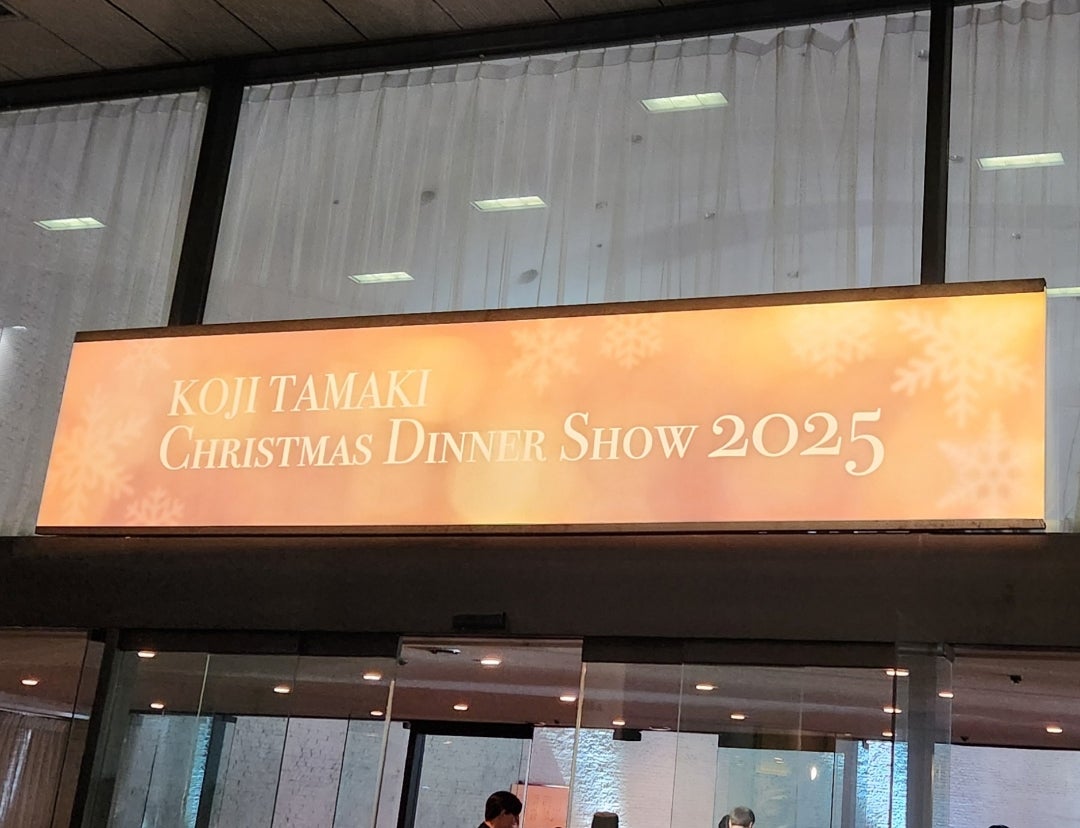 KOJI TAMAKI
CHRISTMAS DINNER SHOW 2025